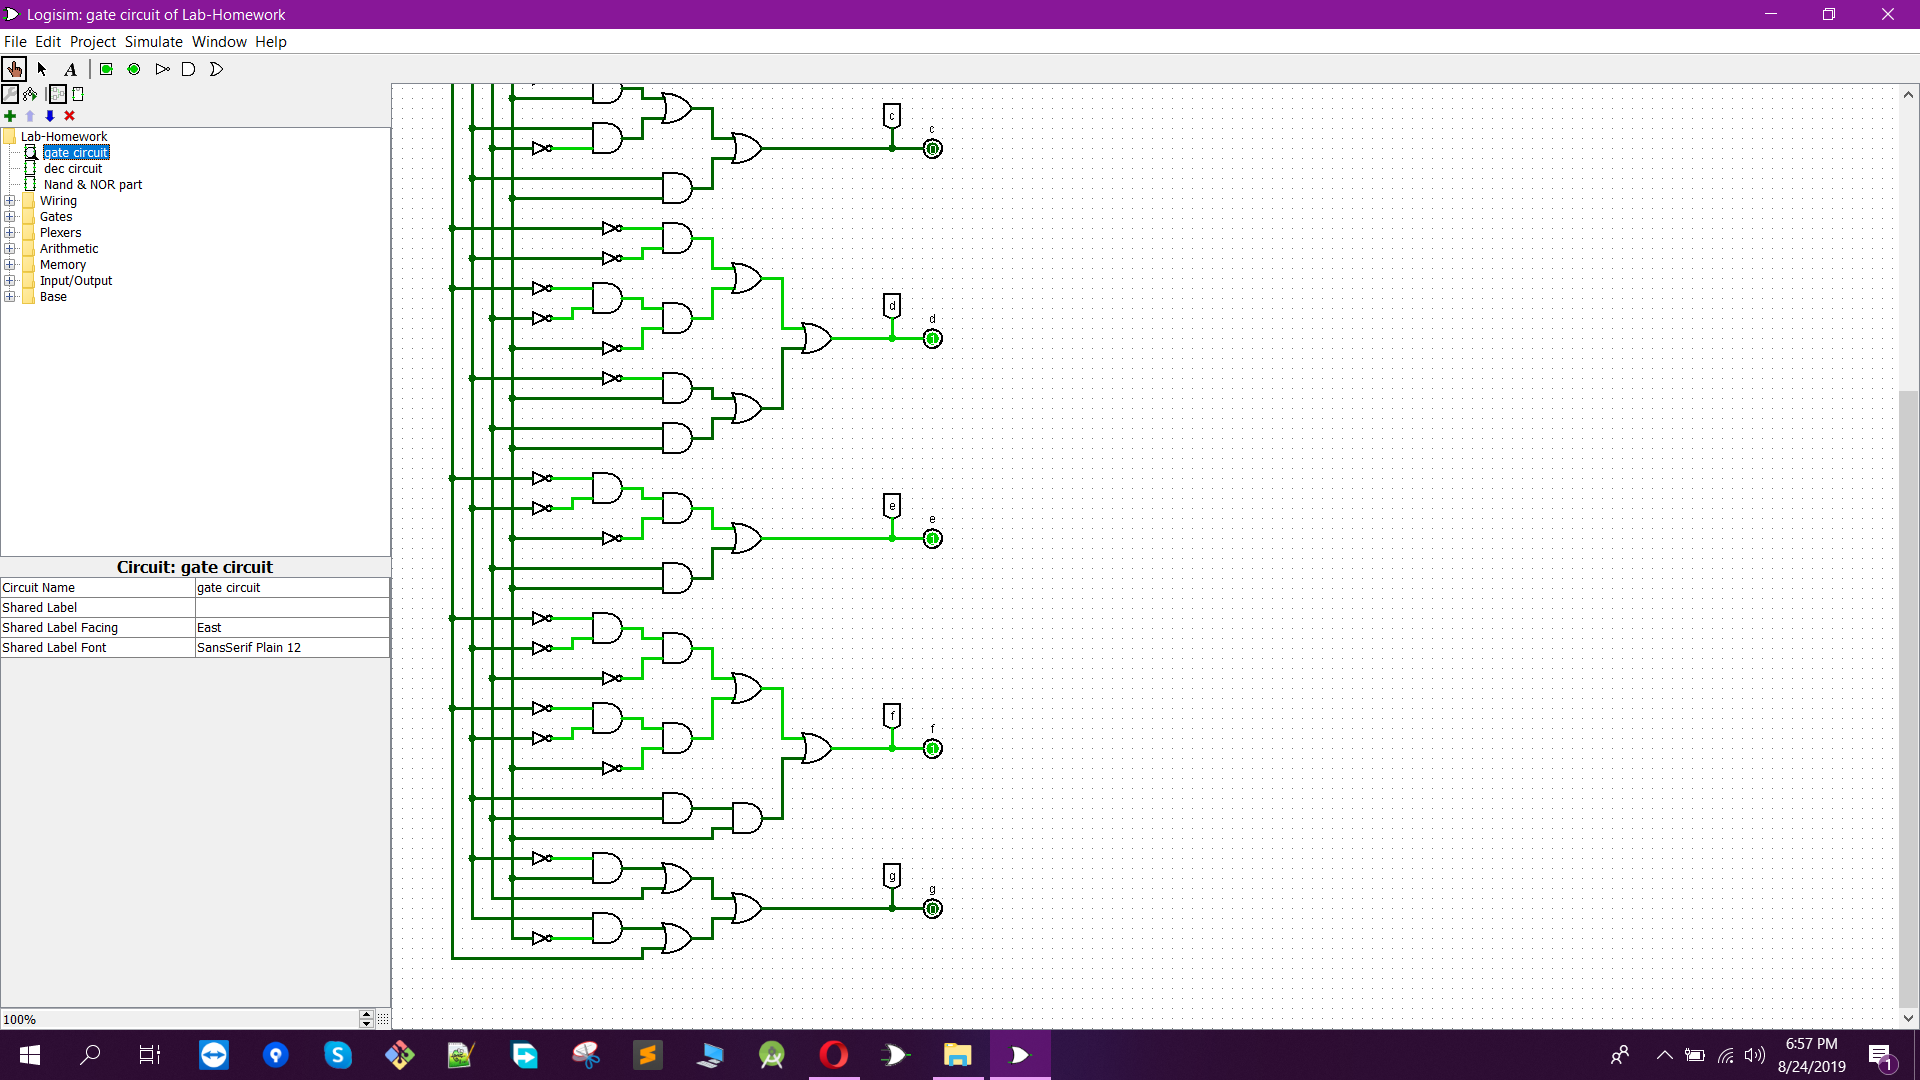 Logisim: gate circuit of Lab-Homework
File Edit Project Simulate Window Help
A
Lab-Homework
gate circuit
dec circuit
Nand & NOR part
Wiring
Gates
Plexers
Arithmetic
Memory
Input/Output
Base
Circuit: gate circuit
Circuit Name gate circuit
Shared Label
Shared Label Facing East
Shared Label Font SansSerif Plain 12
100%
c
c
0
d
d
1
e
e
1
f
f
1
g
g
0
6:57 PM
8/24/2019
1